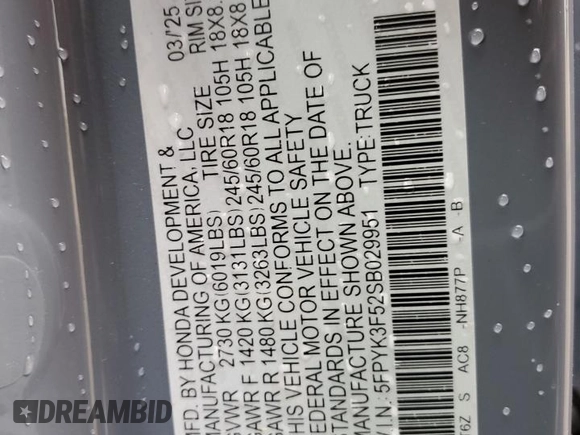 MFD. BY HONDA DEVELOPMENT & 03/25
MANUFACTURING OF AMERICA, LLC
GVWR 2730 KG(6019LBS) TIRE SIZE RIM SI
GAWR F 1420 KG(3131LBS) 245/60R18 105H 18X8.
GAWR R 1480 KG(3263LBS) 245/60R18 105H 18X8
THIS VEHICLE CONFORMS TO ALL APPLICABLE
FEDERAL MOTOR VEHICLE SAFETY
STANDARDS IN EFFECT ON THE DATE OF
MANUFACTURE SHOWN ABOVE.
VIN: 5FPYK3F52SB029951 TYPE: TRUCK
6Z S AC8 -NH877P -A -B
DREAMBID